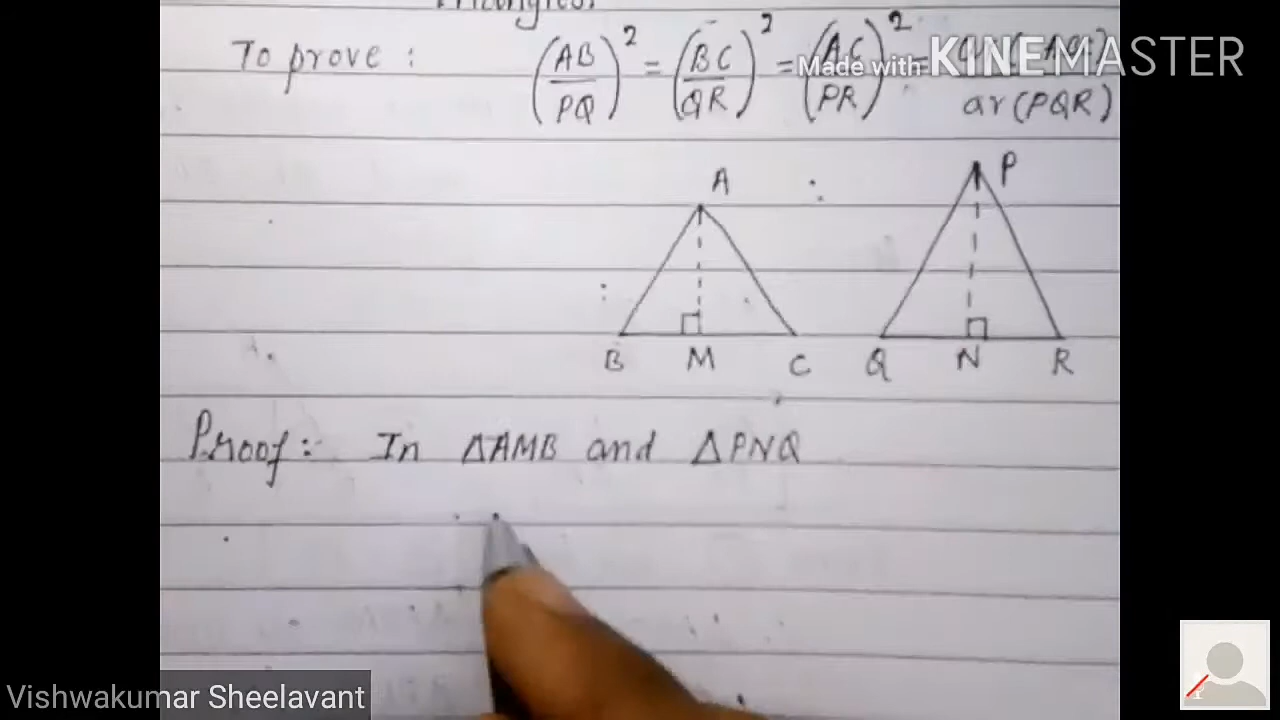 Triangles.
To prove : (AB/PQ)² = (BC/QR)² = (AC/PR)² = ar(PQR)
Made with KINEMASTER
A P
B M C Q N R
Proof :- In ΔAMB and ΔPNQ
Vishwakumar Sheelavant